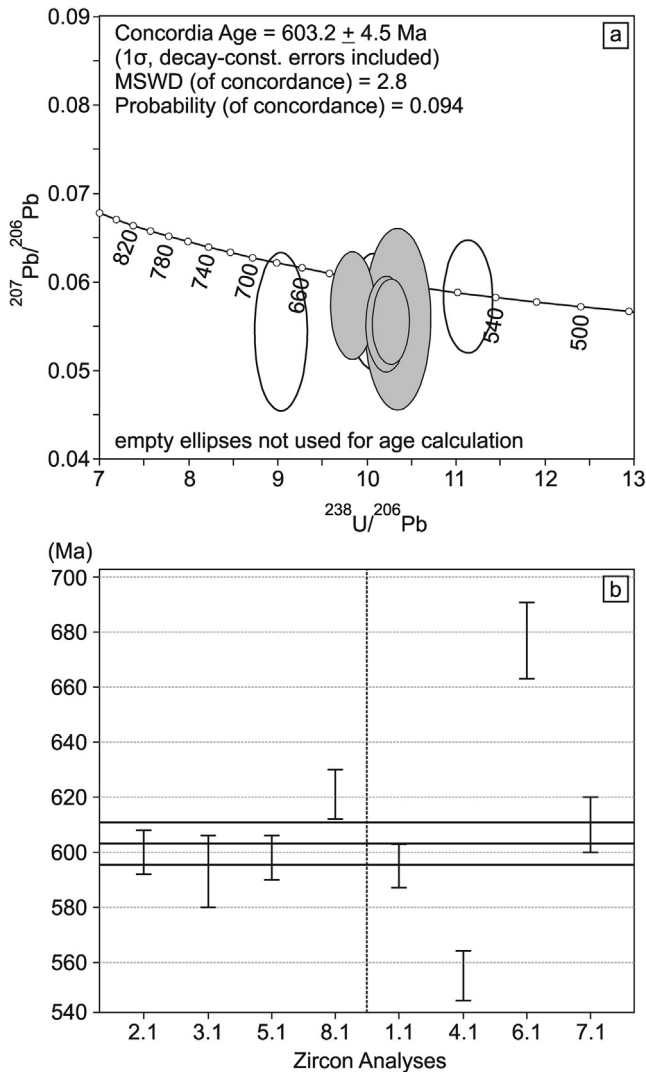 a
Concordia Age = 603.2 ± 4.5 Ma
(1σ, decay-const. errors included)
MSWD (of concordance) = 2.8
Probability (of concordance) = 0.094
0.09
0.08
0.07
0.06
0.05
0.04
²⁰⁷Pb/²⁰⁶Pb
820
780
740
700
660
540
500
empty ellipses not used for age calculation
7 8 9 10 11 12 13
²³⁸U/²⁰⁶Pb
(Ma)
b
700
680
660
640
620
600
580
560
540
2.1 3.1 5.1 8.1 1.1 4.1 6.1 7.1
Zircon Analyses